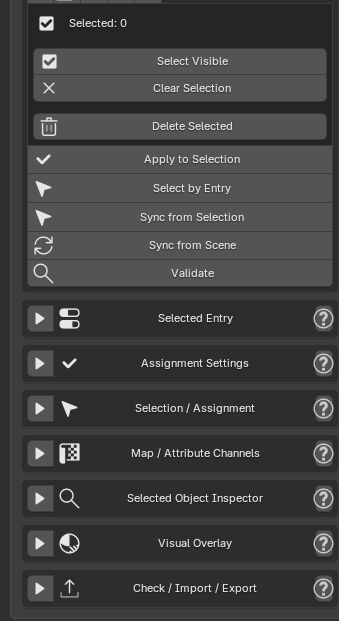 Selected: 0
Select Visible
Clear Selection
Delete Selected
Apply to Selection
Select by Entry
Sync from Selection
Sync from Scene
Validate
Selected Entry
Assignment Settings
Selection / Assignment
Map / Attribute Channels
Selected Object Inspector
Visual Overlay
Check / Import / Export